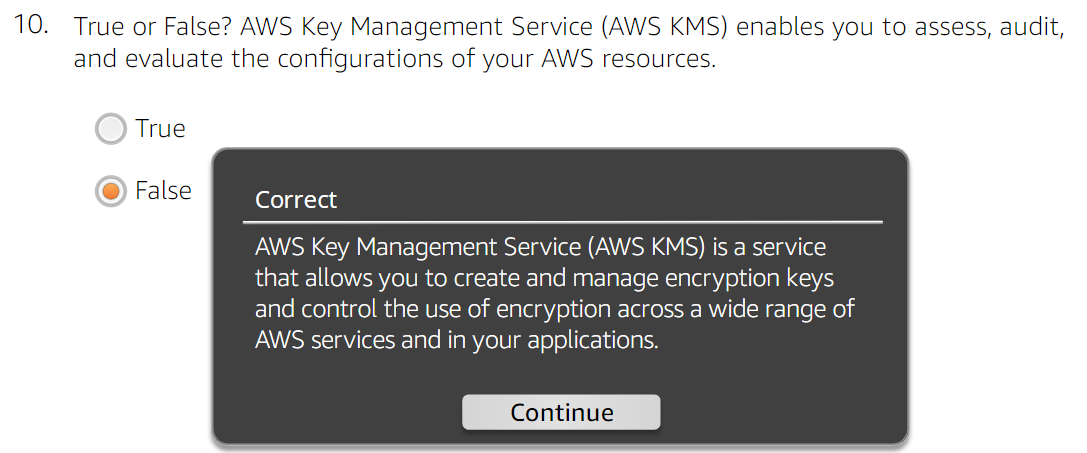 10. True or False? AWS Key Management Service (AWS KMS) enables you to assess, audit,
and evaluate the configurations of your AWS resources.
True
False
Correct
AWS Key Management Service (AWS KMS) is a service
that allows you to create and manage encryption keys
and control the use of encryption across a wide range of
AWS services and in your applications.
Continue